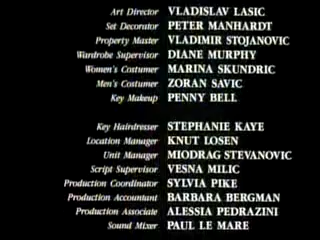 Art Director VLADISLAV LASIC
Set Decorator PETER MANHARDT
Property Master VLADIMIR STOJANOVIC
Wardrobe Supervisor DIANE MURPHY
Women's Costumer MARINA SKUNDRIC
Men's Costumer ZORAN SAVIC
Key Makeup PENNY BELL
Key Hairdresser STEPHANIE KAYE
Location Manager KNUT LOSEN
Unit Manager MIODRAG STEVANOVIC
Script Supervisor VESNA MILIC
Production Coordinator SYLVIA PIKE
Production Accountant BARBARA BERGMAN
Production Associate ALESSIA PEDRAZINI
Sound Mixer PAUL LE MARE